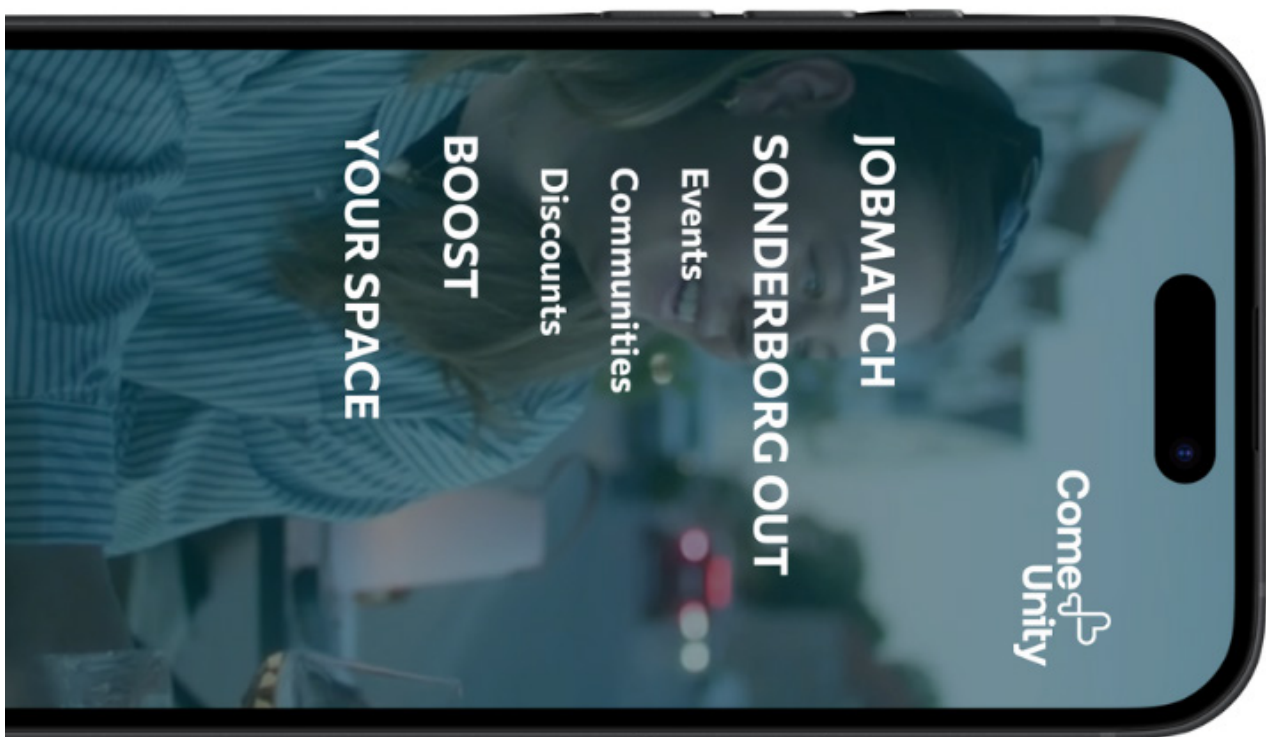 Come
Unity
JOBMATCH
SONDERBORG OUT
Events
Communities
Discounts
BOOST
YOUR SPACE